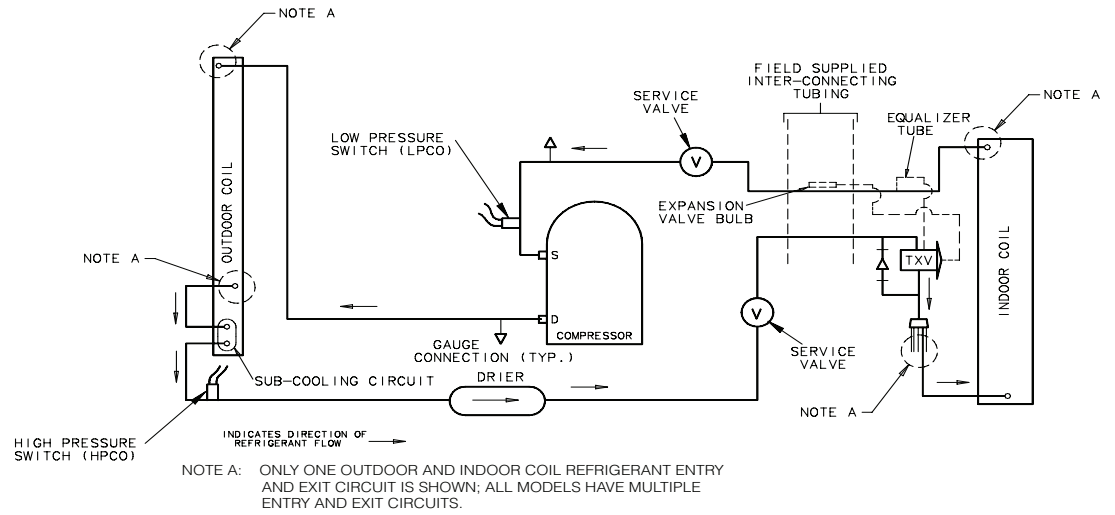 NOTE A
FIELD SUPPLIED
INTER-CONNECTING
TUBING
SERVICE
VALVE
NOTE A
EQUALIZER
TUBE
LOW PRESSURE
SWITCH (LPCO)
V
OUTDOOR COIL
EXPANSION
VALVE BULB
NOTE A
S
TXV
INDOOR COIL
D
COMPRESSOR
V
GAUGE
CONNECTION (TYP.)
SERVICE
VALVE
SUB-COOLING CIRCUIT
DRIER
NOTE A
HIGH PRESSURE
SWITCH (HPCO)
INDICATES DIRECTION OF
REFRIGERANT FLOW
NOTE A: ONLY ONE OUTDOOR AND INDOOR COIL REFRIGERANT ENTRY
AND EXIT CIRCUIT IS SHOWN; ALL MODELS HAVE MULTIPLE
ENTRY AND EXIT CIRCUITS.